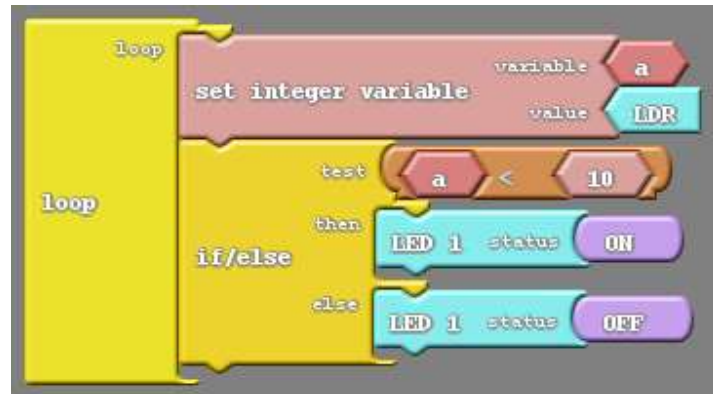 loop
variable a
set integer variable
value LDR
test a < 10
loop
then
LED 1 status ON
if/else
else
LED 1 status OFF